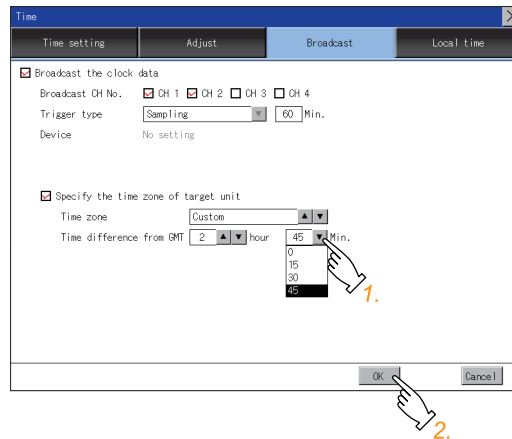 Time
Time setting Adjust Broadcast Local time
Broadcast the clock data
Broadcast CH No. CH 1 CH 2 CH 3 CH 4
Trigger type Sampling 60 Min.
Device No setting
Specify the time zone of target unit
Time zone Custom
Time difference from GMT 2 hour 45 Min.
0
15
30
45
1.
OK Cancel
2.